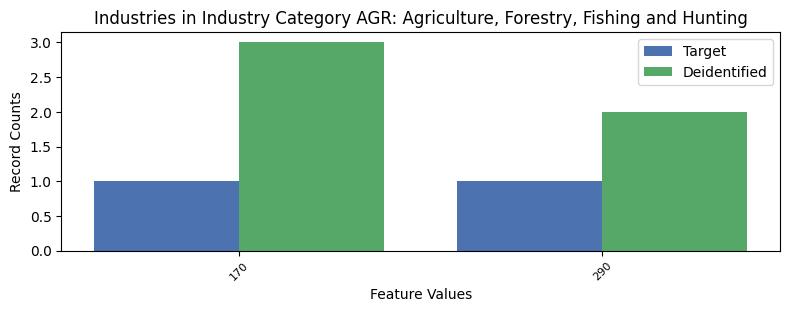 Industries in Industry Category AGR: Agriculture, Forestry, Fishing and Hunting
Target
Deidentified
3.0
2.5
2.0
1.5
1.0
0.5
0.0
Record Counts
170
290
Feature Values